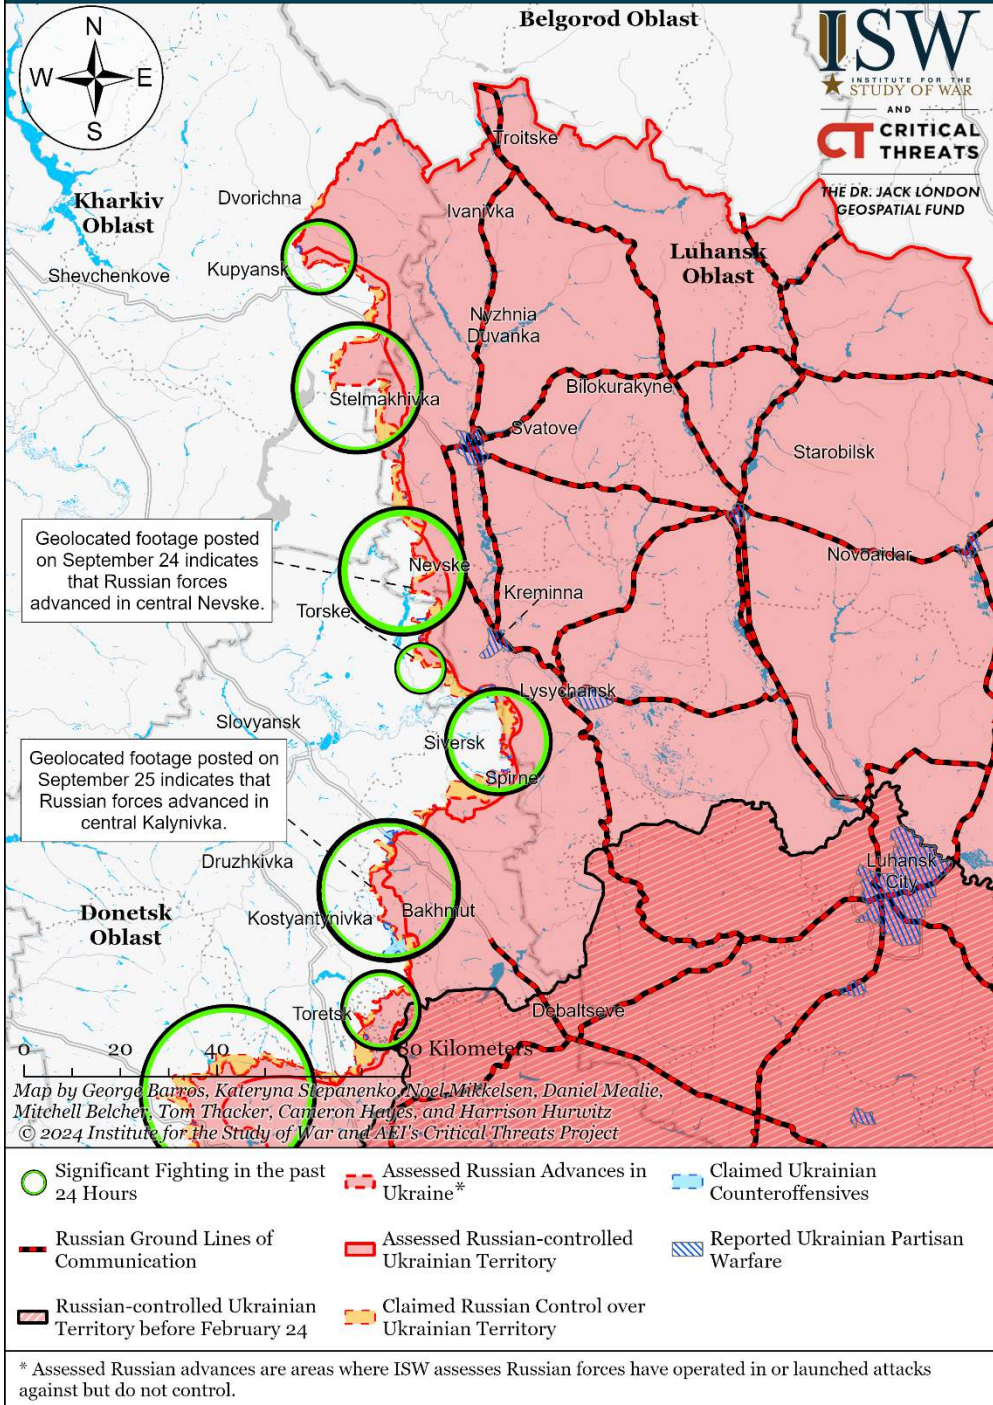 Belgorod Oblast
N
W E
S
ISW
INSTITUTE FOR THE
STUDY OF WAR
AND
CT CRITICAL
THREATS
THE DR. JACK LONDON
GEOSPATIAL FUND
Troitske
Dvorichna
Kharkiv
Oblast
Ivanivka
Luhansk
Oblast
Shevchenkove
Kupyansk
Nyzhnia
Duvanka
Bilokurakyne
Stelmakhivka
Svatove
Starobilsk
Geolocated footage posted
on September 24 indicates
that Russian forces
advanced in central Nevske.
Nevske
Novoaidar
Kreminna
Torske
Lysychansk
Slovyansk
Siversk
Geolocated footage posted on
September 25 indicates that
Russian forces advanced in
central Kalynivka.
Spirne
Druzhkivka
Luhansk
City
Donetsk
Oblast
Kostyantynivka
Bakhmut
Toretsk
Debaltseve
0 20 40 80 Kilometers
Map by George Barros, Kateryna Stepanenko, Noel Mikkelsen, Daniel Mealie,
Mitchell Belcher, Tom Thacker, Cameron Hayes, and Harrison Hurwitz
© 2024 Institute for the Study of War and AEI's Critical Threats Project
Significant Fighting in the past
24 Hours
Russian Ground Lines of
Communication
Russian-controlled Ukrainian
Territory before February 24
Assessed Russian Advances in
Ukraine*
Assessed Russian-controlled
Ukrainian Territory
Claimed Russian Control over
Ukrainian Territory
Claimed Ukrainian
Counteroffensives
Reported Ukrainian Partisan
Warfare
* Assessed Russian advances are areas where ISW assesses Russian forces have operated in or launched attacks
against but do not control.